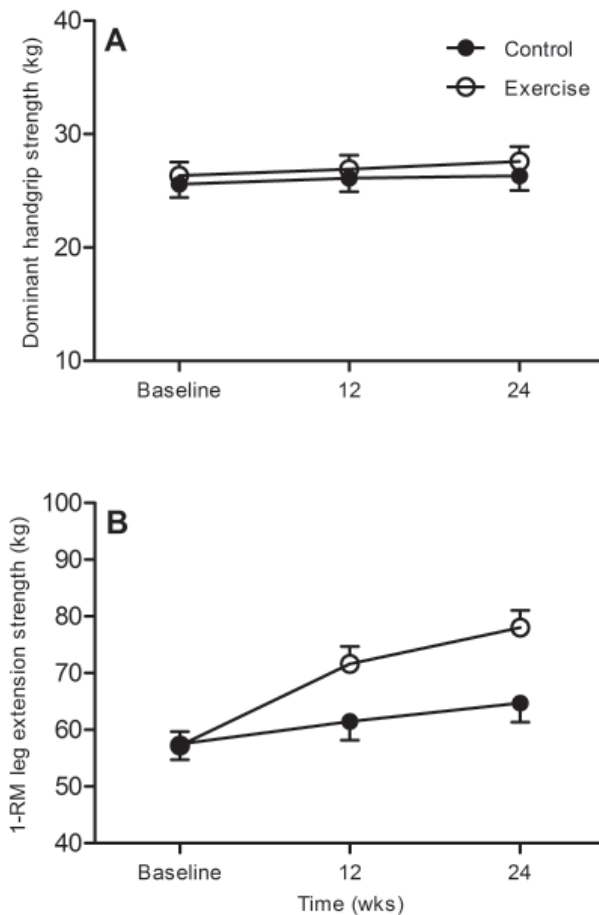 A
Control
Exercise
Dominant handgrip strength (kg)
40
30
20
10
Baseline 12 24
B
1-RM leg extension strength (kg)
100
90
80
70
60
50
40
Baseline 12 24
Time (wks)